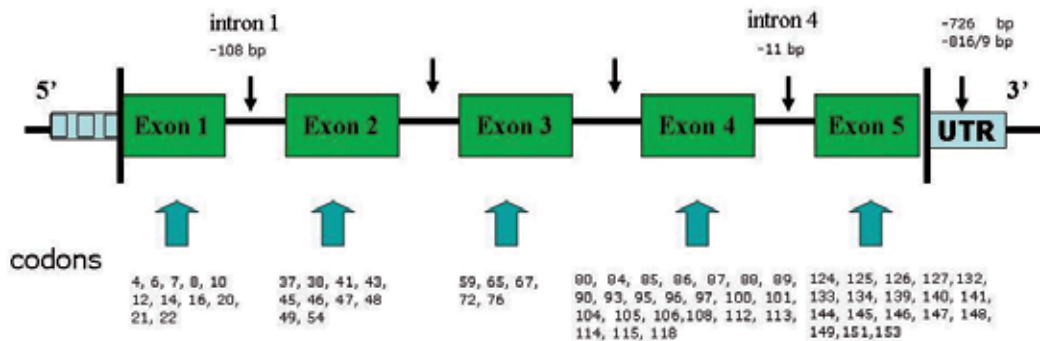 intron 1
-108 bp
intron 4
-11 bp
-726 bp
-816/9 bp
5’
3’
Exon 1
Exon 2
Exon 3
Exon 4
Exon 5
UTR
codons
4, 6, 7, 8, 10
12, 14, 16, 20,
21, 22
37, 38, 41, 43,
45, 46, 47, 48
49, 54
59, 65, 67,
72, 76
80, 84, 85, 86, 87, 88, 89,
90, 93, 95, 96, 97, 100, 101,
104, 105, 106,108, 112, 113,
114, 115, 118
124, 125, 126, 127,132,
133, 134, 139, 140, 141,
144, 145, 146, 147, 148,
149,151,153